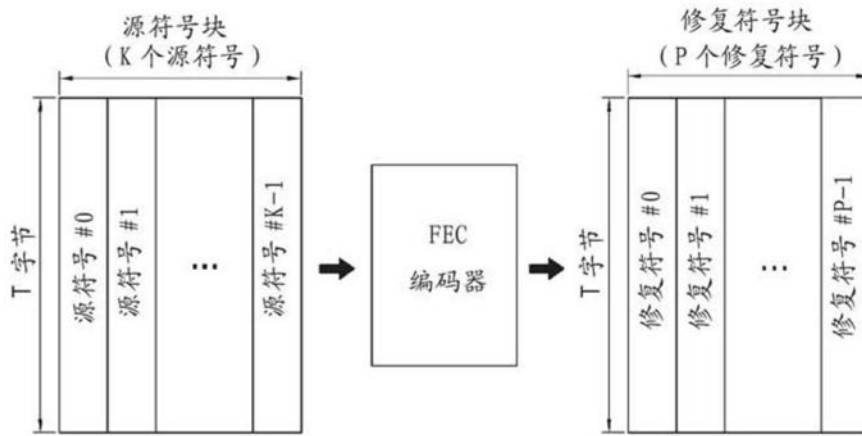 源符号块
(K 个源符号)
T 字节
源符号 #0
源符号 #1
...
源符号 #K-1
FEC
编码器
修复符号块
(P 个修复符号)
T 字节
修复符号 #0
修复符号 #1
...
修复符号 #P-1